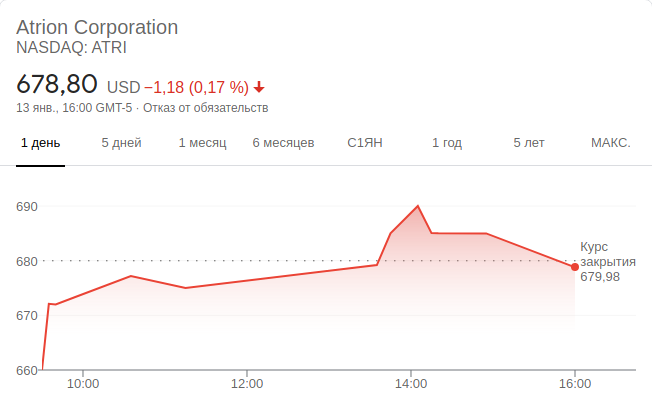 Atrion Corporation
NASDAQ: ATRI
678,80 USD −1,18 (0,17 %)
13 янв., 16:00 GMT-5 · Отказ от обязательств
1 день 5 дней 1 месяц 6 месяцев С1ЯН 1 год 5 лет МАКС.
690
680
670
660
Курс
закрытия
679,98
10:00 12:00 14:00 16:00